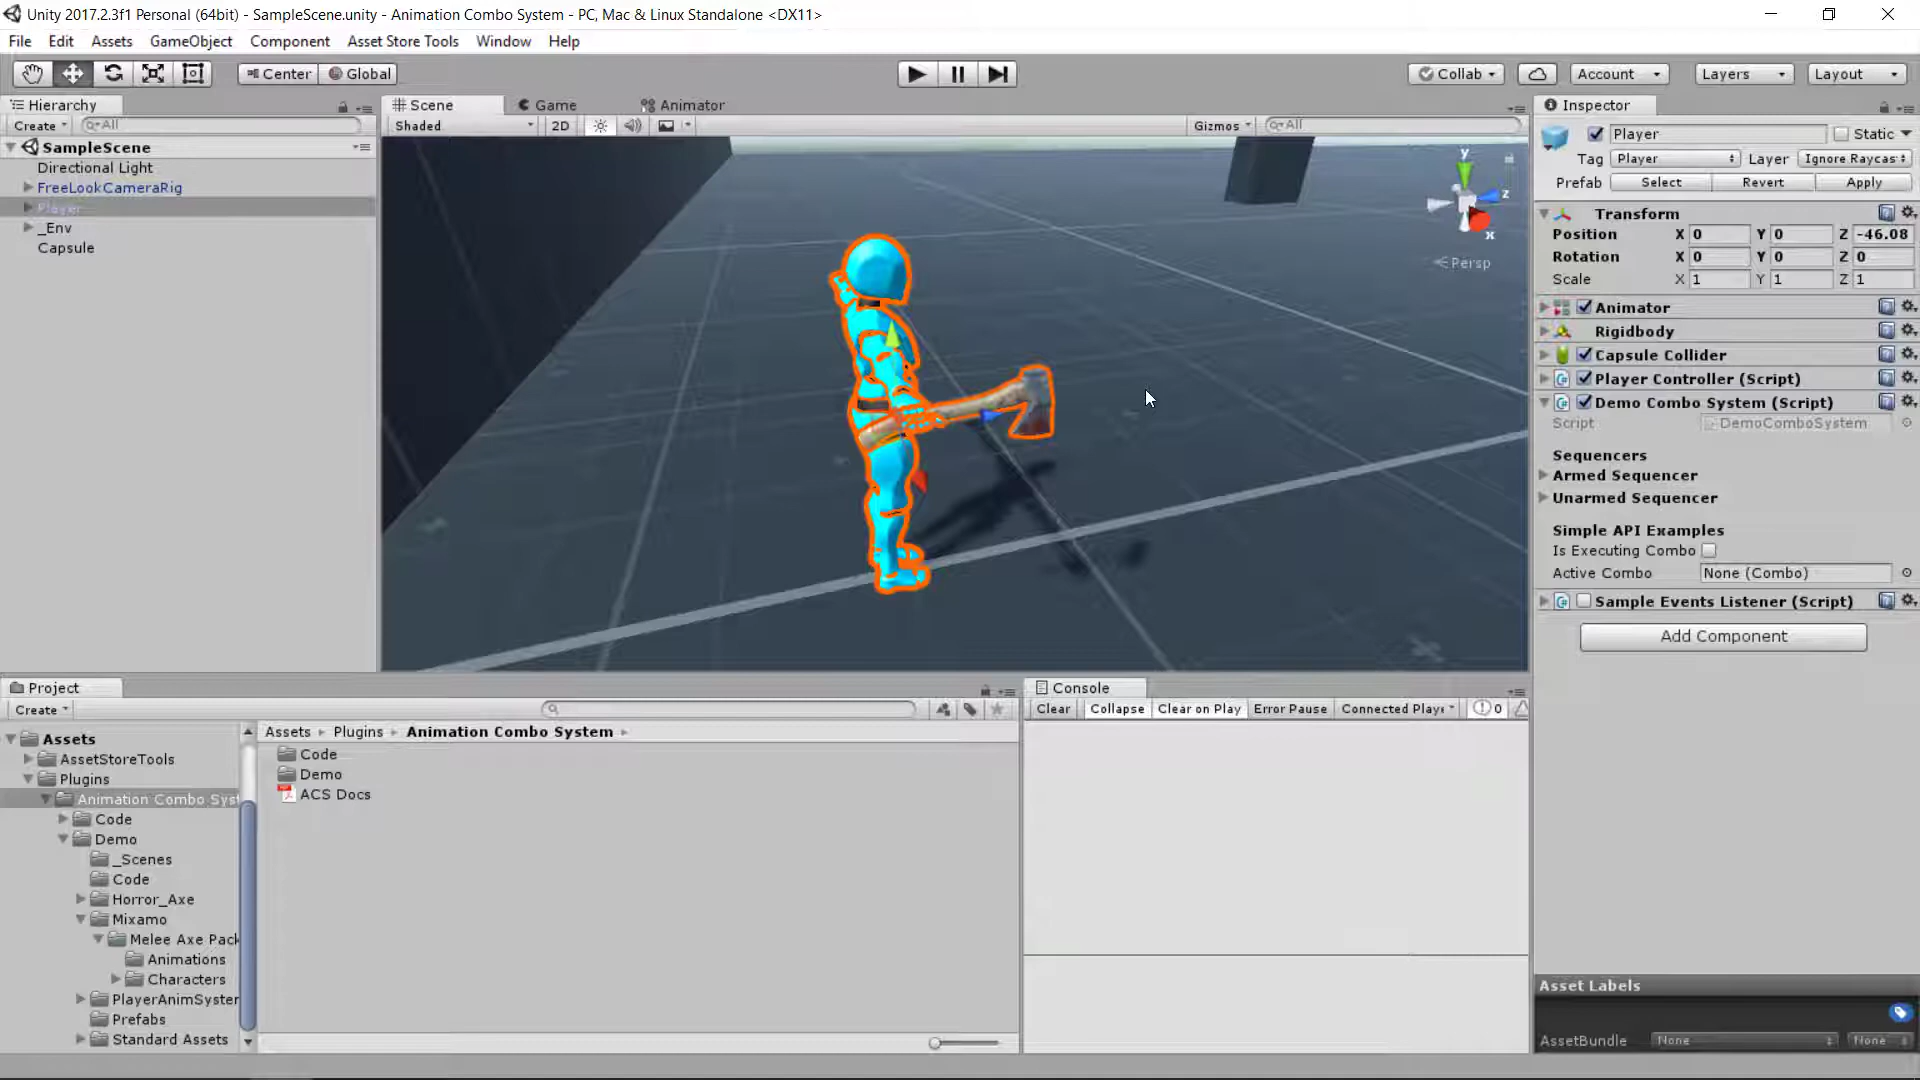 Unity 2017.2.3f1 Personal (64bit) - SampleScene.unity - Animation Combo System - PC, Mac & Linux Standalone <DX11>
File Edit Assets GameObject Component Asset Store Tools Window Help
Center Global Collab Account Layers Layout
Hierarchy
Create All
SampleScene
Directional Light
FreeLookCameraRig
Player
_Env
Capsule
Scene Game Animator
Shaded 2D Gizmos All
y
z
x
Persp
Inspector
Player Static
Tag Player Layer Ignore Raycas
Prefab Select Revert Apply
Transform
Position X 0 Y 0 Z -46.08
Rotation X 0 Y 0 Z 0
Scale X 1 Y 1 Z 1
Animator
Rigidbody
Capsule Collider
Player Controller (Script)
Demo Combo System (Script)
Script DemoComboSystem
Sequencers
Armed Sequencer
Unarmed Sequencer
Simple API Examples
Is Executing Combo
Active Combo None (Combo)
Sample Events Listener (Script)
Add Component
Project
Create
Assets
AssetStoreTools
Plugins
Animation Combo Syst
Code
Demo
_Scenes
Code
Horror_Axe
Mixamo
Melee Axe Pack
Animations
Characters
PlayerAnimSyster
Prefabs
Standard Assets
Assets Plugins Animation Combo System
Code
Demo
ACS Docs
Console
Clear Collapse Clear on Play Error Pause Connected Playe 0
Asset Labels
AssetBundle None None